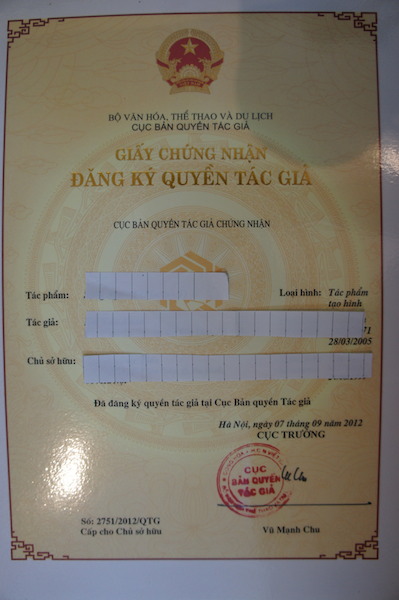 BỘ VĂN HÓA, THỂ THAO VÀ DU LỊCH
CỤC BẢN QUYỀN TÁC GIẢ
GIẤY CHỨNG NHẬN
ĐĂNG KÝ QUYỀN TÁC GIẢ
CỤC BẢN QUYỀN TÁC GIẢ CHỨNG NHẬN
Tác phẩm: Loại hình: Tác phẩm
tạo hình
Tác giả:
28/03/2005
Chủ sở hữu:
Đã đăng ký quyền tác giả tại Cục Bản quyền Tác giả
Hà Nội, ngày 07 tháng 09 năm 2012
CỤC TRƯỞNG
CỤC
BẢN QUYỀN
TÁC GIẢ
Số: 2751/2012/QTG
Cấp cho Chủ sở hữu
Vũ Mạnh Chu